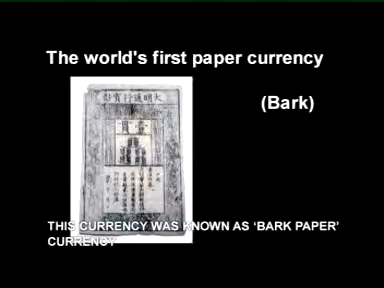 The world's first paper currency
(Bark)
大明通行寶鈔
THIS CURRENCY WAS KNOWN AS ‘BARK PAPER’
CURRENCY